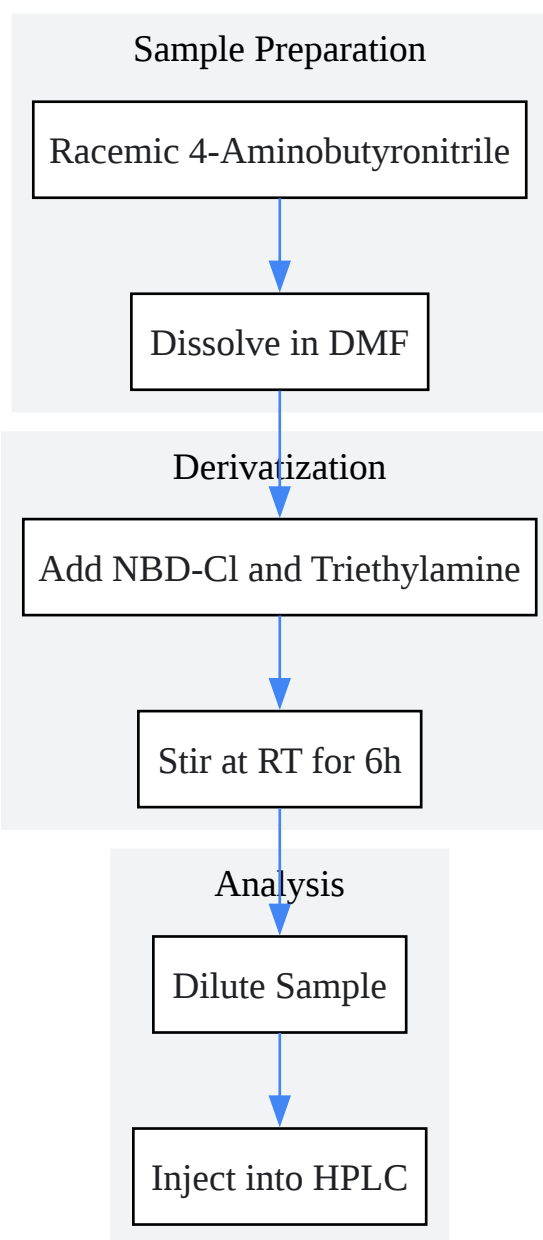 Sample Preparation
Racemic 4-Aminobutyronitrile
Dissolve in DMF
Derivatization
Add NBD-Cl and Triethylamine
Stir at RT for 6h
Analysis
Dilute Sample
Inject into HPLC